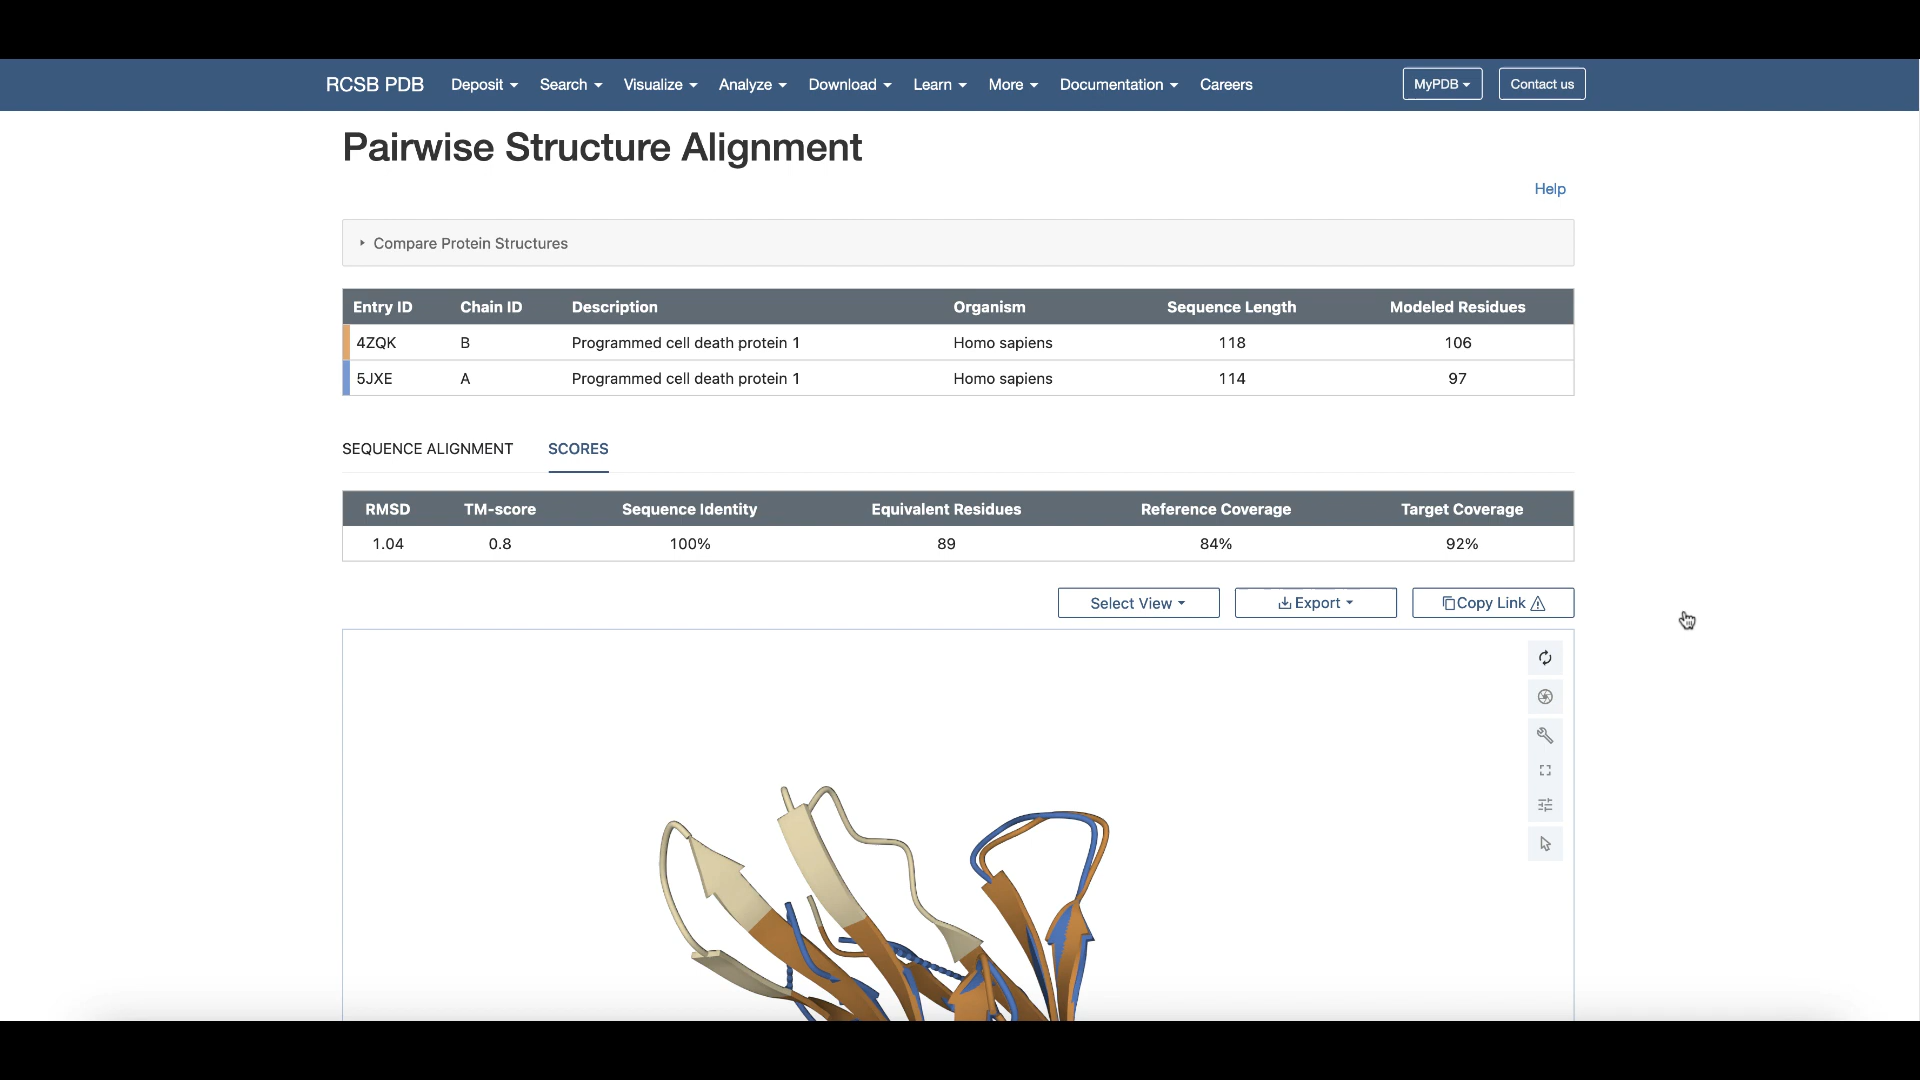 RCSB PDB Deposit Search Visualize Analyze Download Learn More Documentation Careers MyPDB Contact us
Pairwise Structure Alignment
Help
Compare Protein Structures
Entry ID Chain ID Description Organism Sequence Length Modeled Residues
4ZQK B Programmed cell death protein 1 Homo sapiens 118 106
5JXE A Programmed cell death protein 1 Homo sapiens 114 97
SEQUENCE ALIGNMENT SCORES
RMSD TM-score Sequence Identity Equivalent Residues Reference Coverage Target Coverage
1.04 0.8 100% 89 84% 92%
Select View Export Copy Link